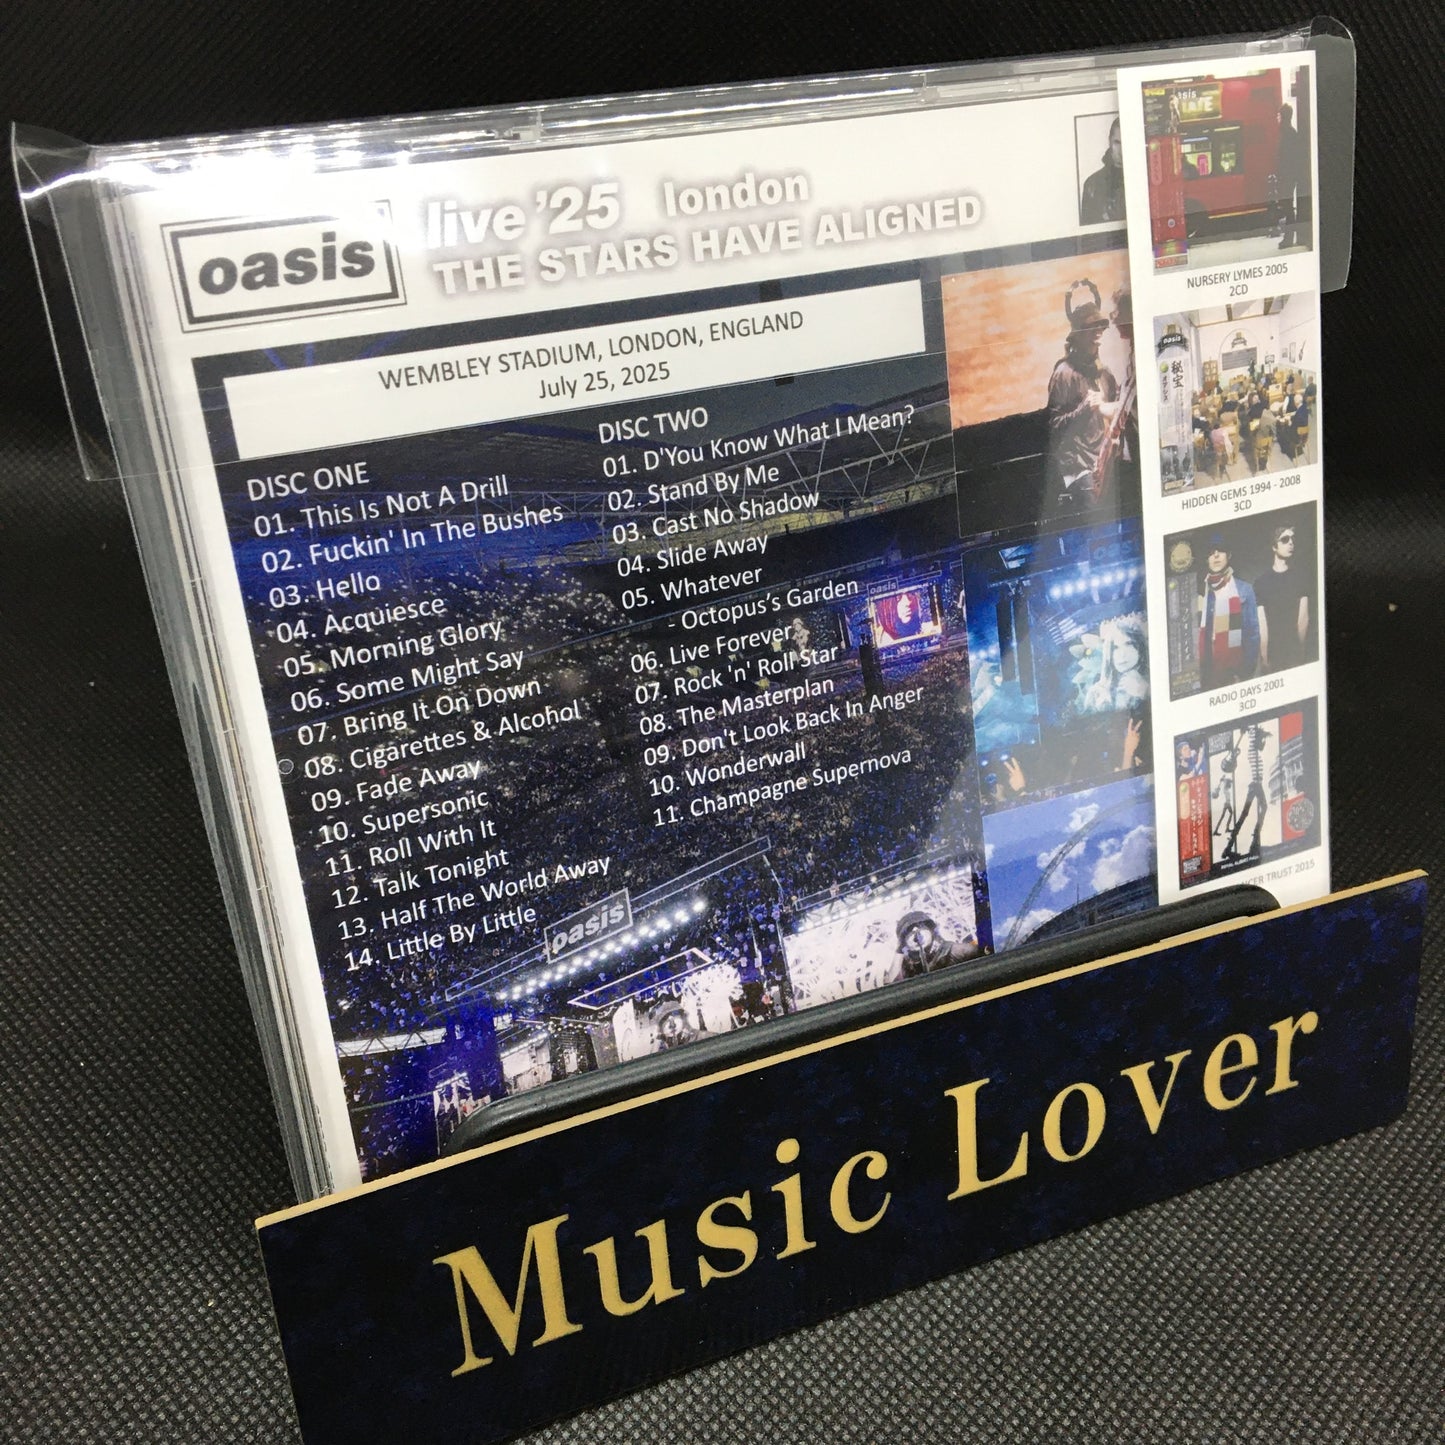 oasis
live '25 london
THE STARS HAVE ALIGNED
WEMBLEY STADIUM, LONDON, ENGLAND
July 25, 2025
DISC ONE
01. This Is Not A Drill
02. Fuckin' In The Bushes
03. Hello
04. Acquiesce
05. Morning Glory
06. Some Might Say
07. Bring It On Down
08. Cigarettes & Alcohol
09. Fade Away
10. Supersonic
11. Roll With It
12. Talk Tonight
13. Half The World Away
14. Little By Little
DISC TWO
01. D'You Know What I Mean?
02. Stand By Me
03. Cast No Shadow
04. Slide Away
05. Whatever
- Octopus’s Garden
06. Live Forever
07. Rock 'n' Roll Star
08. The Masterplan
09. Don't Look Back In Anger
10. Wonderwall
11. Champagne Supernova
oasis
oasis
NURSERY LYMES 2005
2CD
oasis
秘宝
HIDDEN GEMS 1994 - 2008
3CD
RADIO DAYS 2001
3CD
TRUST 2015
Music Lover